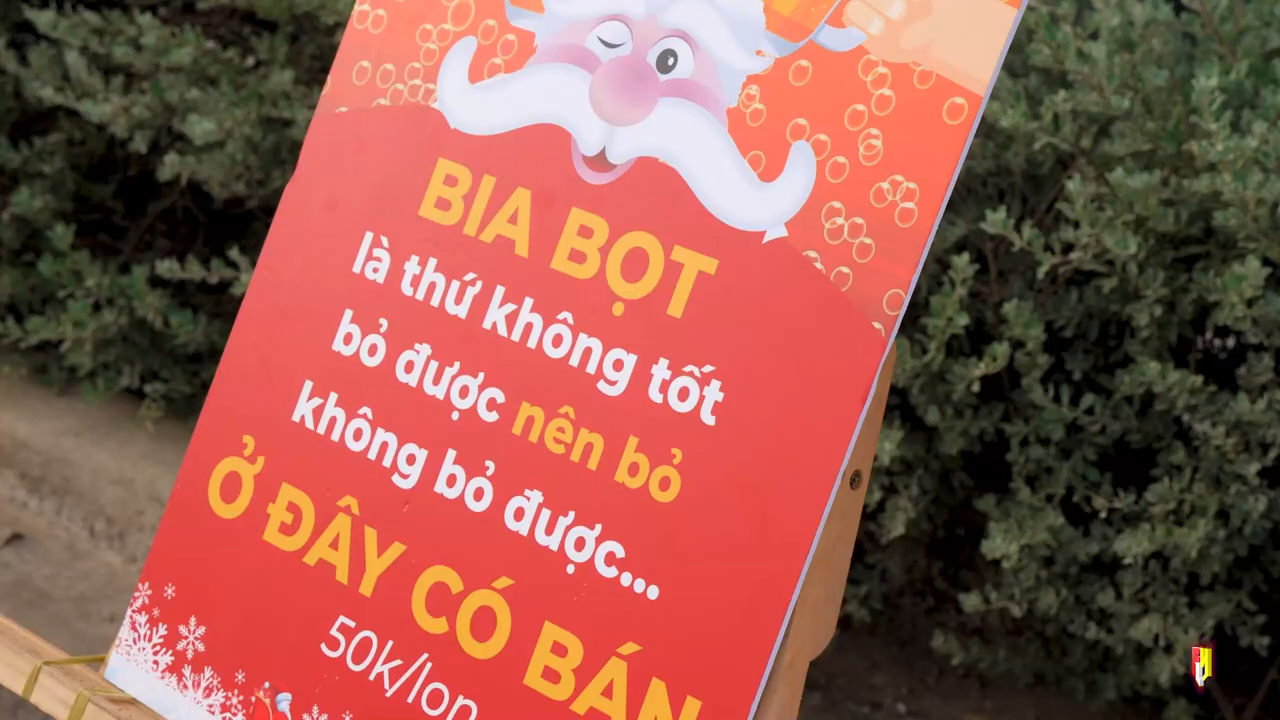 BIA BỌT
là thứ không tốt
bỏ được nên bỏ
không bỏ được...
Ở ĐÂY CÓ BÁN
50k/lon